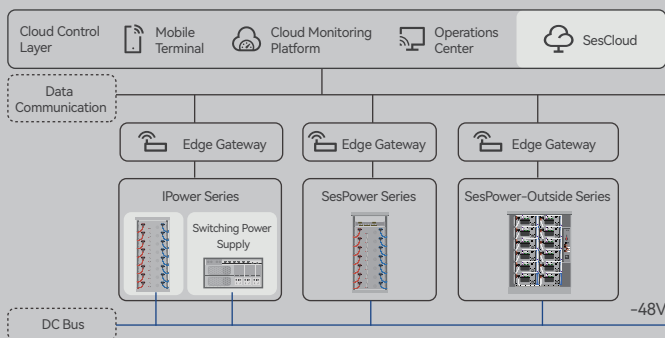 Cloud Control
Layer
Mobile
Terminal
Cloud Monitoring
Platform
Operations
Center
SesCloud
Data
Communication
Edge Gateway
Edge Gateway
Edge Gateway
IPower Series
SesPower Series
SesPower-Outside Series
Switching Power
Supply
-48V
DC Bus